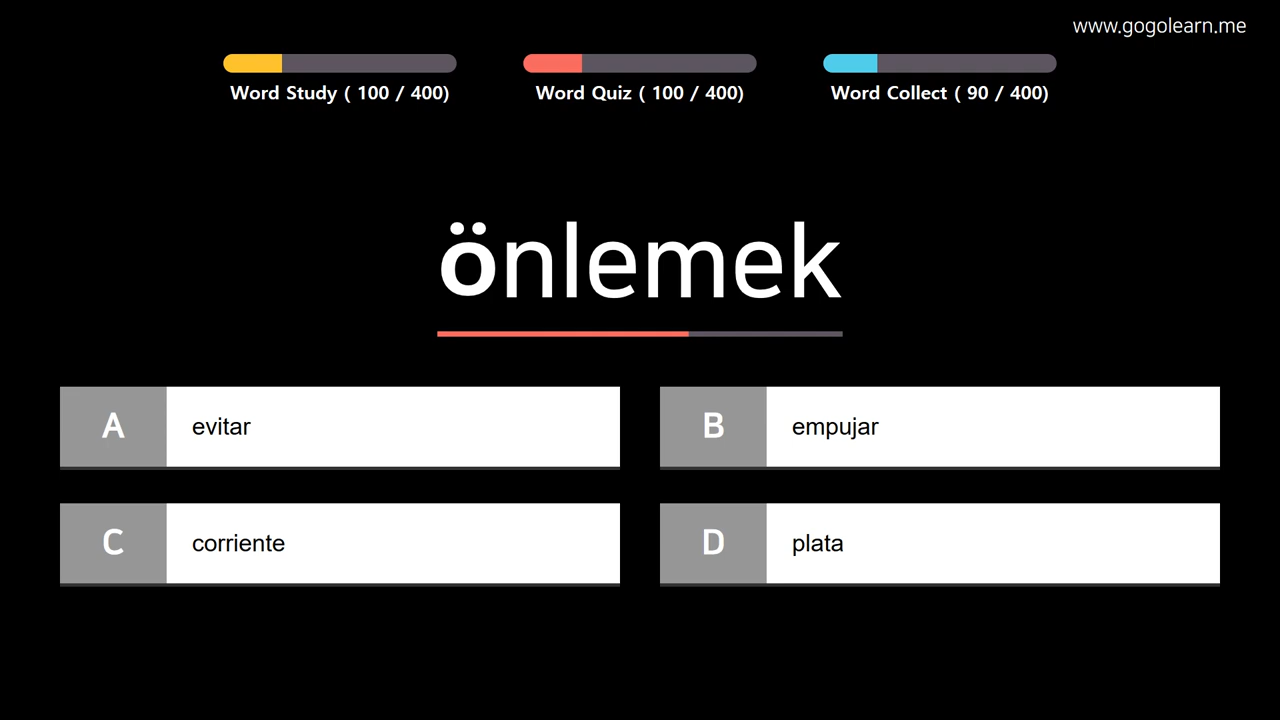 www.gogolearn.me
Word Study ( 100 / 400)
Word Quiz ( 100 / 400)
Word Collect ( 90 / 400)
önlemek
A evitar
B empujar
C corriente
D plata